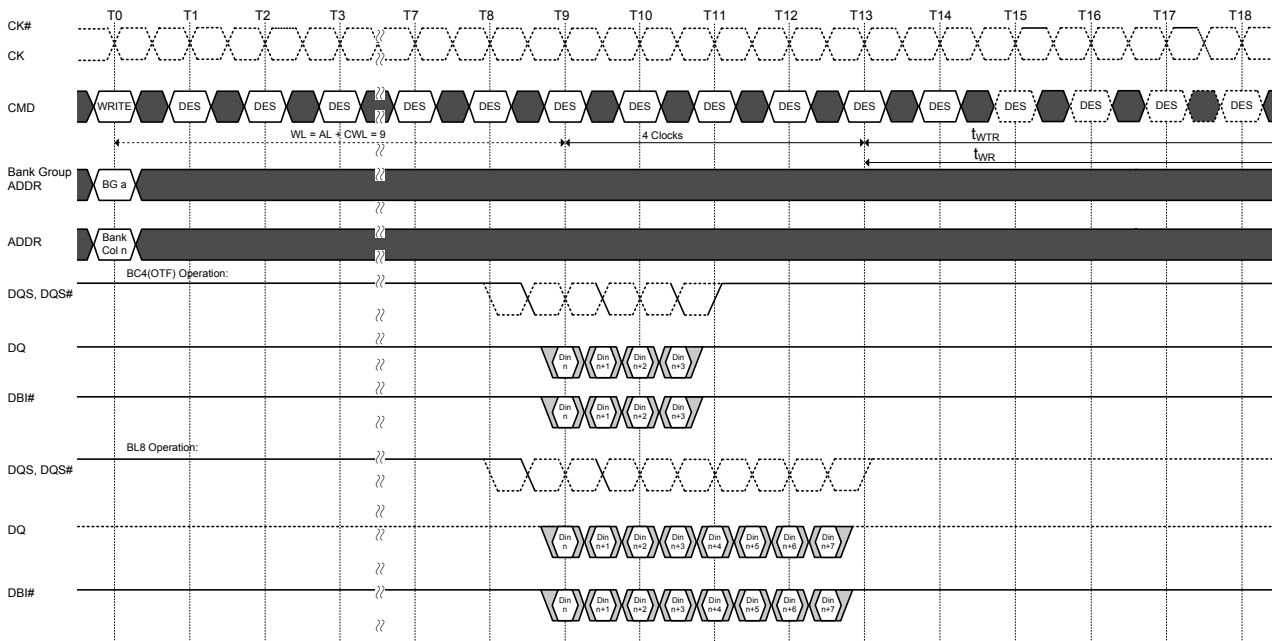 T0 T1 T2 T3 T7 T8 T9 T10 T11 T12 T13 T14 T15 T16 T17 T18
CK#
CK
CMD WRITE DES DES DES DES DES DES DES DES DES DES DES DES DES DES DES
WL = AL + CWL = 9 4 Clocks tWTR
tWR
Bank Group
ADDR
BG a
ADDR
Bank
Col n
BC4(OTF) Operation:
DQS, DQS#
DQ
Din n Din n+1 Din n+2 Din n+3
DBI#
Din n Din n+1 Din n+2 Din n+3
BL8 Operation:
DQS, DQS#
DQ
Din n Din n+1 Din n+2 Din n+3 Din n+4 Din n+5 Din n+6 Din n+7
DBI#
Din n Din n+1 Din n+2 Din n+3 Din n+4 Din n+5 Din n+6 Din n+7